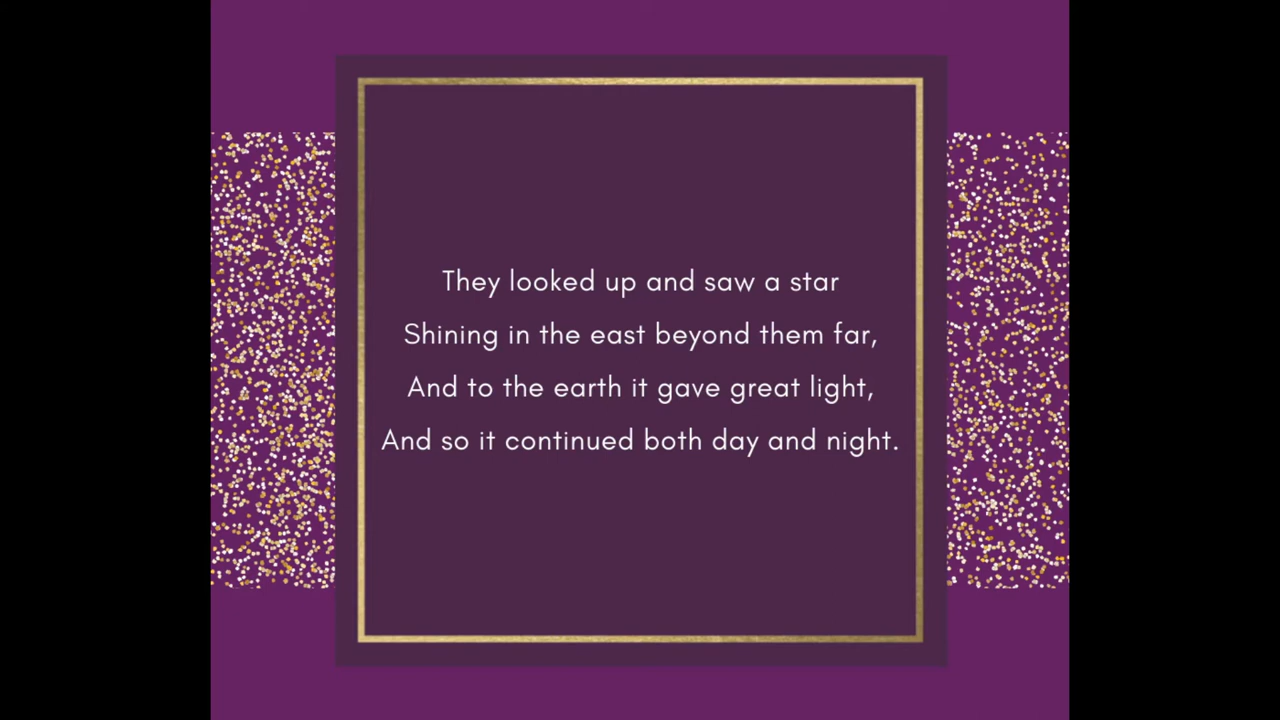 They looked up and saw a star
Shining in the east beyond them far,
And to the earth it gave great light,
And so it continued both day and night.